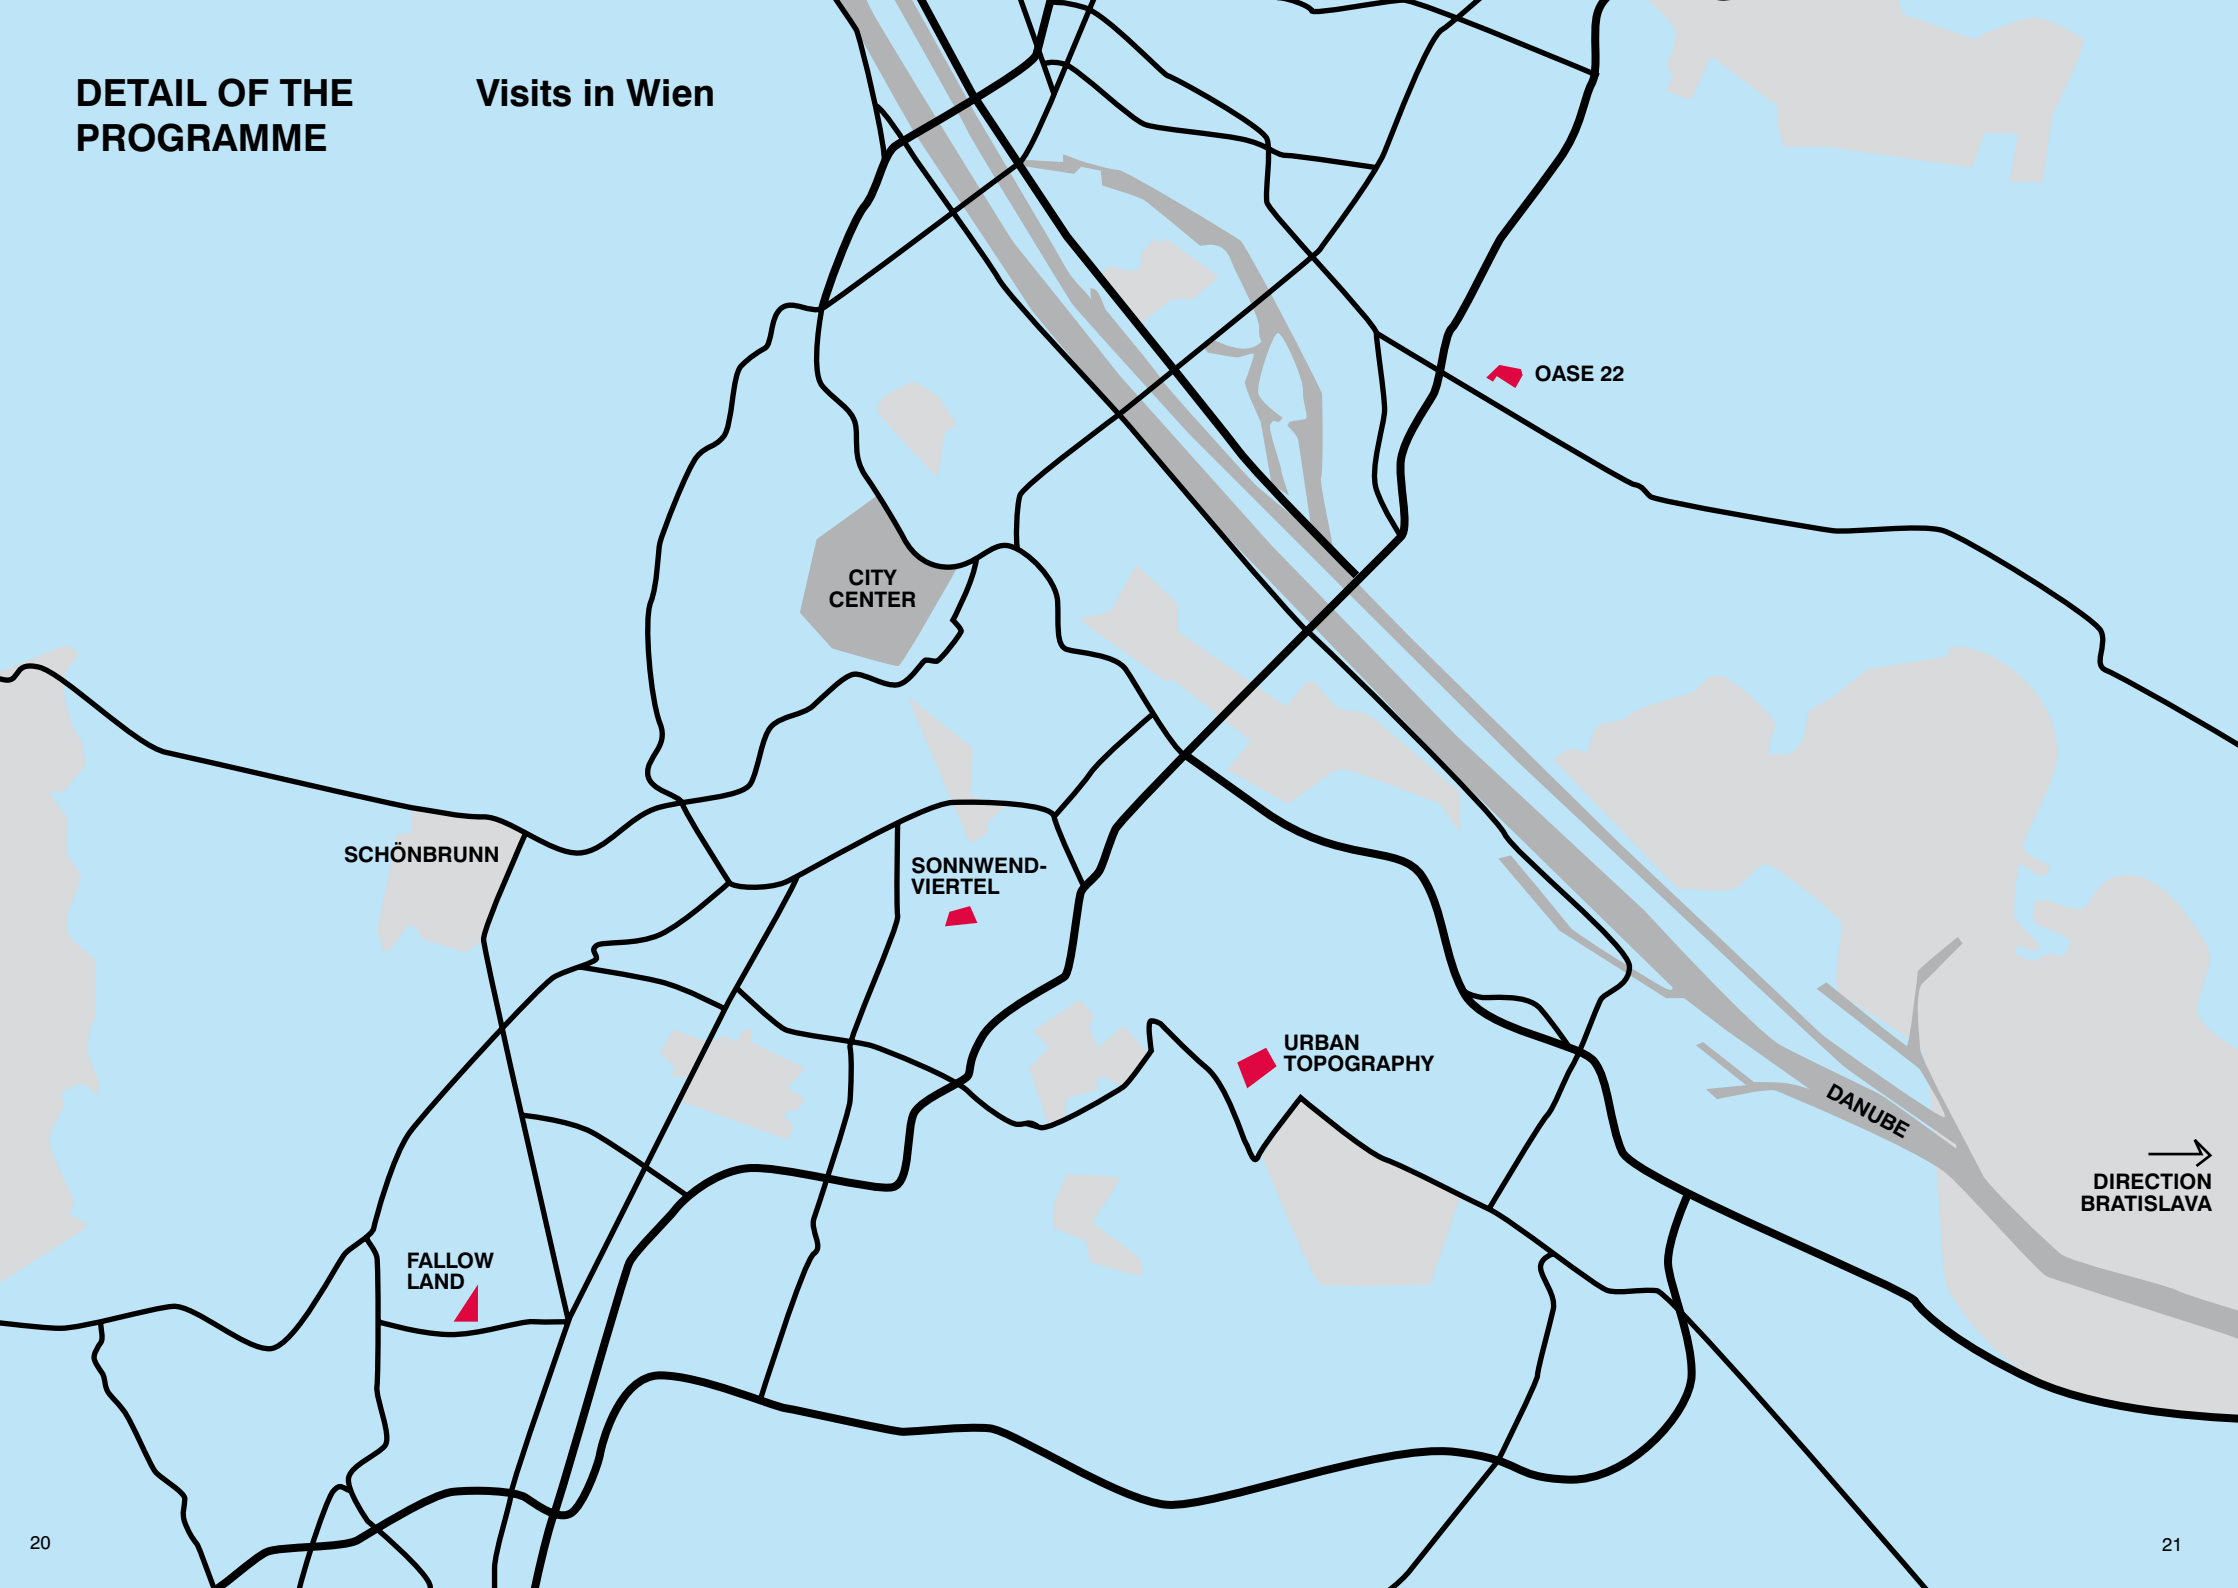 DETAIL OF THE
PROGRAMME
Visits in Wien
OASE 22
CITY
CENTER
SCHÖNBRUNN
SONNWEND-
VIERTEL
URBAN
TOPOGRAPHY
DANUBE
DIRECTION
BRATISLAVA
FALLOW
LAND
20
21